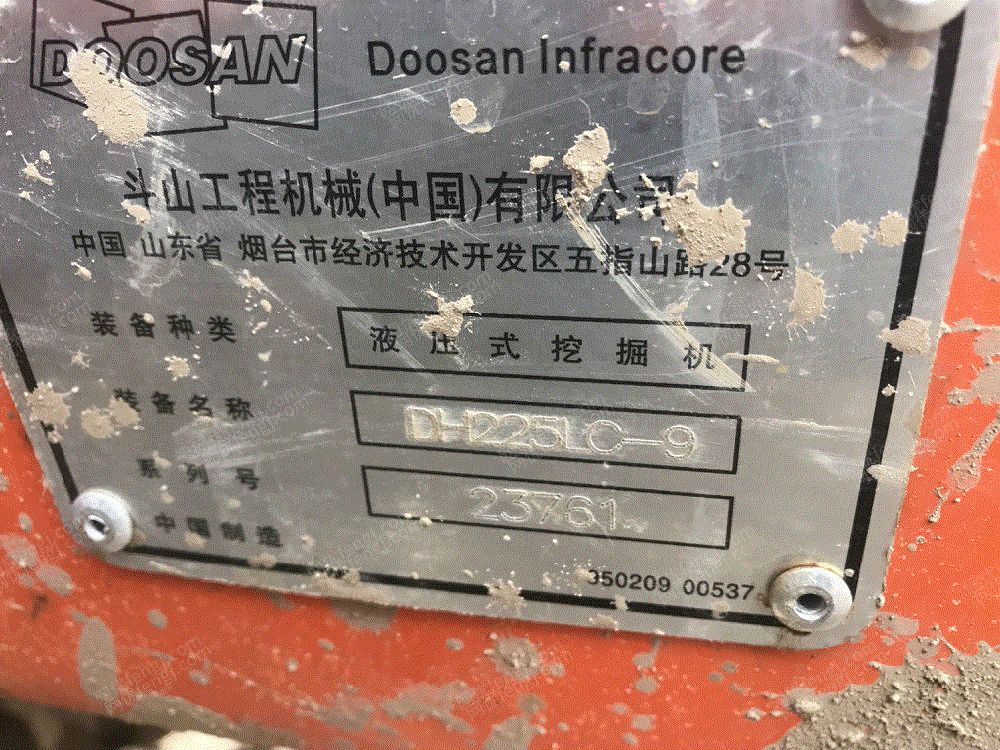 DOOSAN Doosan Infracore
斗山工程机械(中国)有限公司
中国 山东省 烟台市经济技术开发区五指山路28号
装备种类 液压式挖掘机
装备名称 DH225LC-9
系列号 23761
中国制造
350209 00537